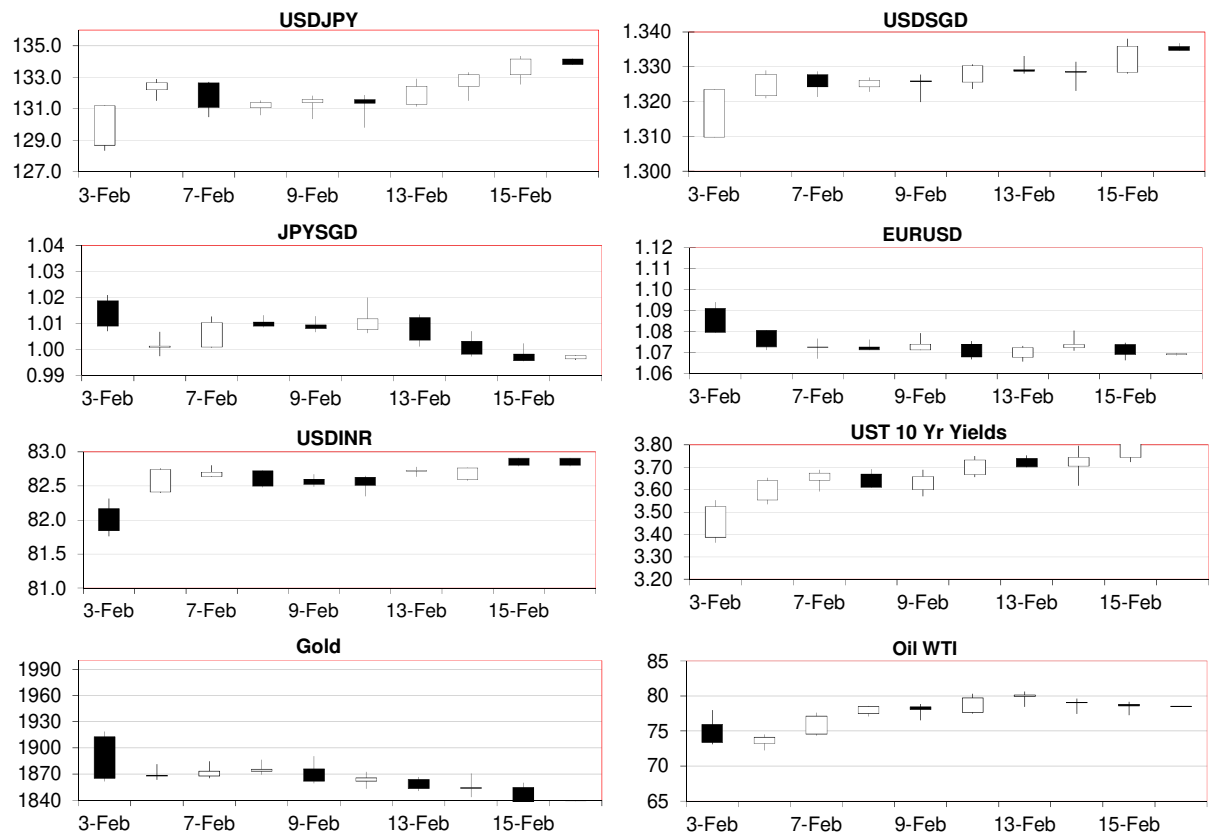 USDJPY
135.0
133.0
131.0
129.0
127.0
3-Feb 7-Feb 9-Feb 13-Feb 15-Feb
USDSGD
1.340
1.330
1.320
1.310
1.300
3-Feb 7-Feb 9-Feb 13-Feb 15-Feb
JPYSGD
1.04
1.03
1.02
1.01
1.00
0.99
3-Feb 7-Feb 9-Feb 13-Feb 15-Feb
EURUSD
1.12
1.11
1.10
1.09
1.08
1.07
1.06
3-Feb 7-Feb 9-Feb 13-Feb 15-Feb
USDINR
83.0
82.5
82.0
81.5
81.0
3-Feb 7-Feb 9-Feb 13-Feb 15-Feb
UST 10 Yr Yields
3.80
3.70
3.60
3.50
3.40
3.30
3.20
3-Feb 7-Feb 9-Feb 13-Feb 15-Feb
Gold
1990
1960
1930
1900
1870
1840
3-Feb 7-Feb 9-Feb 13-Feb 15-Feb
Oil WTI
85
80
75
70
65
3-Feb 7-Feb 9-Feb 13-Feb 15-Feb